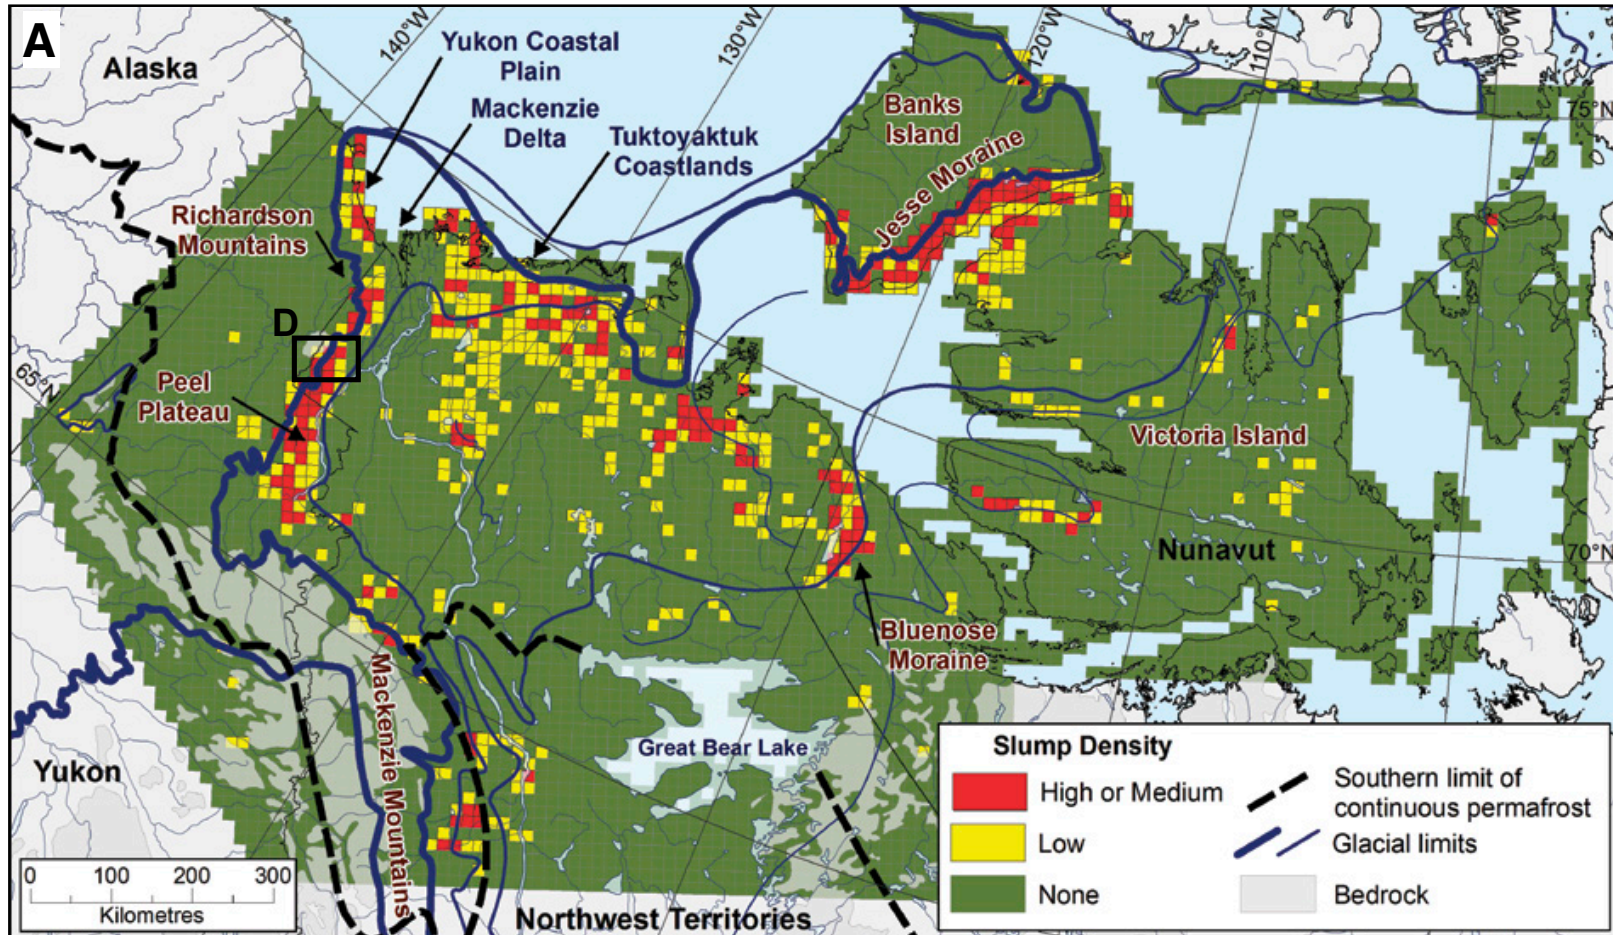 A
Alaska
140°W
Yukon Coastal
Plain
130°W
120°W
110°W
100°W
75°N
Mackenzie
Delta
Tuktoyaktuk
Coastlands
Banks
Island
Jesse Moraine
Richardson
Mountains
D
65°N
Peel
Plateau
Victoria Island
Nunavut
70°N
Bluenose
Moraine
Mackenzie Mountains
Great Bear Lake
Yukon
Northwest Territories
0 100 200 300
Kilometres
Slump Density
High or Medium
Low
None
Southern limit of
continuous permafrost
Glacial limits
Bedrock